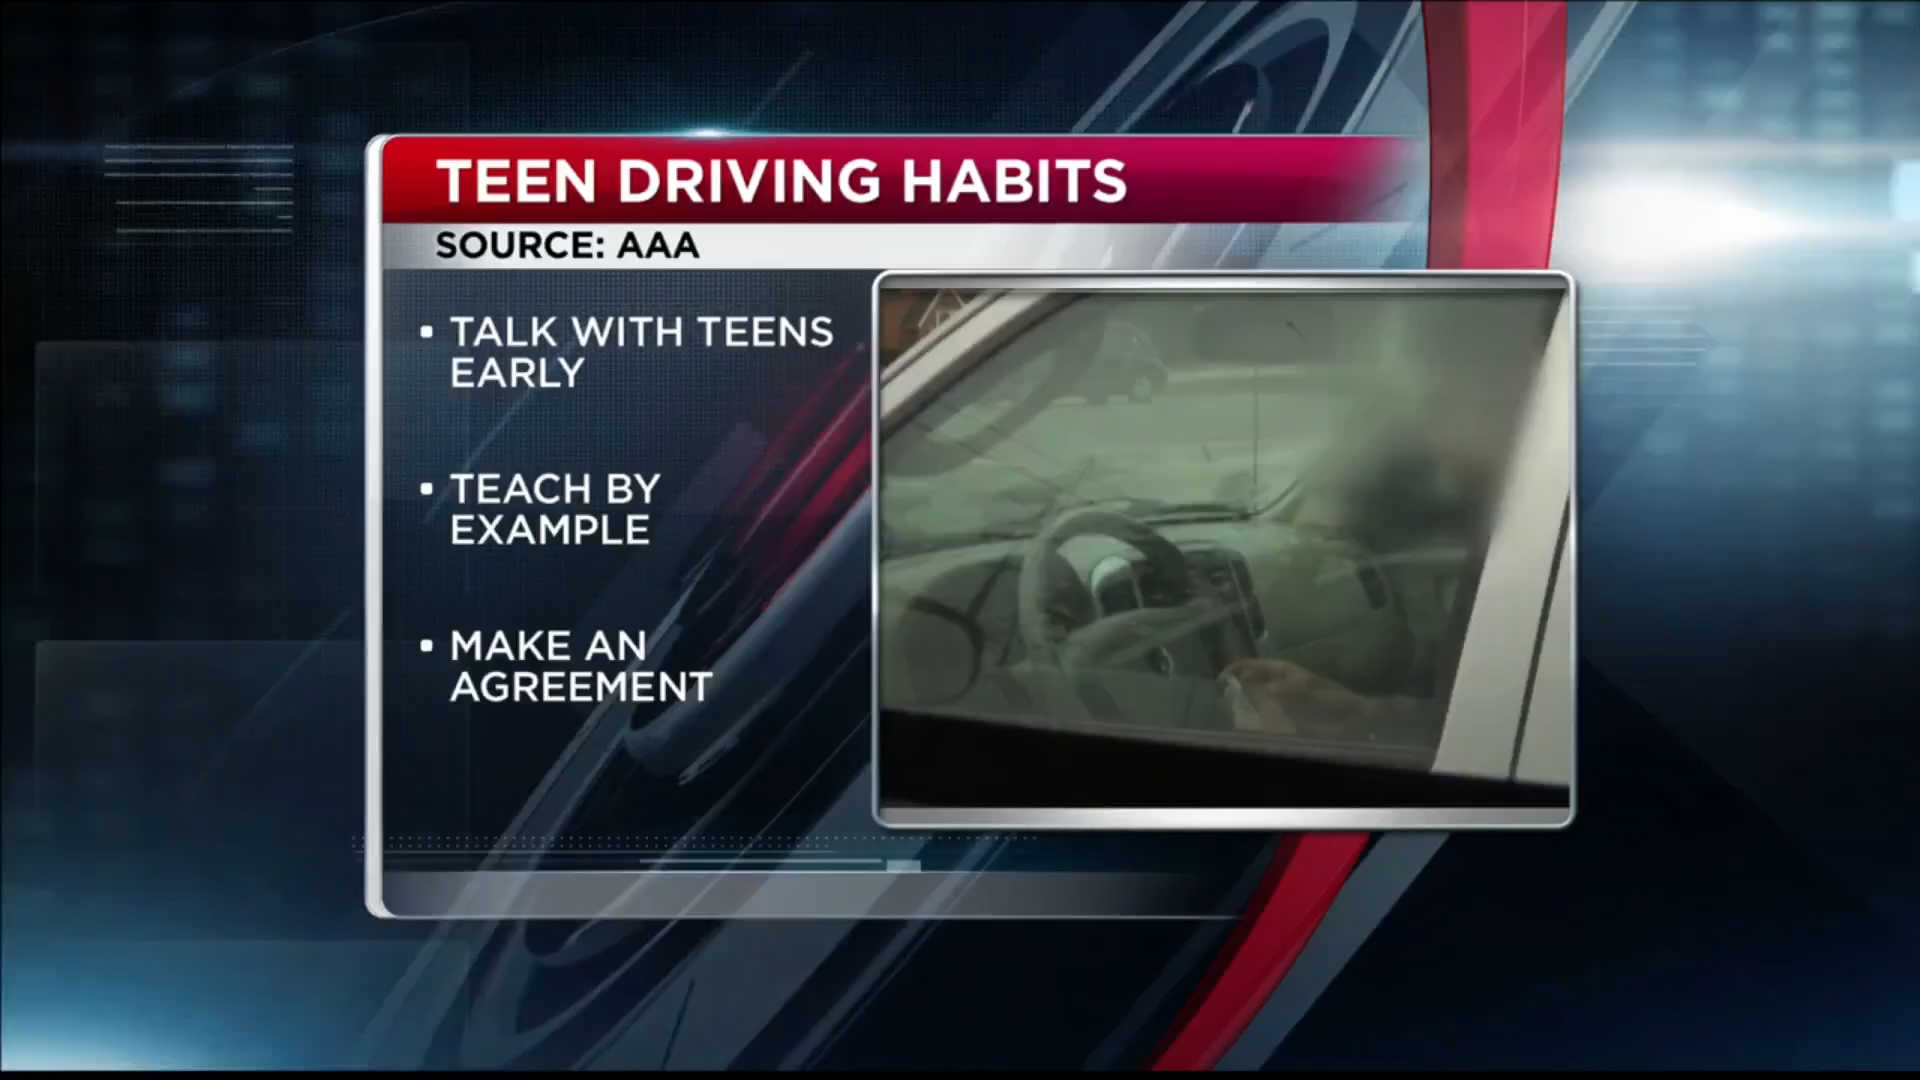 TEEN DRIVING HABITS
SOURCE: AAA
▪ TALK WITH TEENS
EARLY
▪ TEACH BY
EXAMPLE
▪ MAKE AN
AGREEMENT